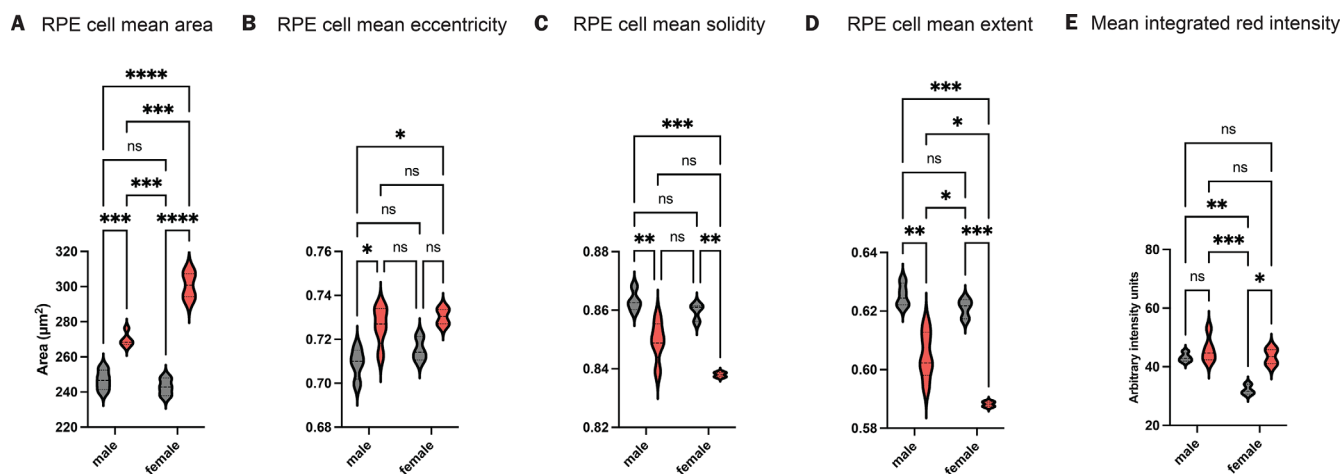 A RPE cell mean area
****
***
ns
***
*** ****
320
300
280
260
240
220
Area (µm²)
male female
B RPE cell mean eccentricity
*
ns
ns
* ns ns
0.76
0.74
0.72
0.70
0.68
male female
C RPE cell mean solidity
***
ns
ns
** ns **
0.88
0.86
0.84
0.82
male female
D RPE cell mean extent
***
*
ns
*
** ***
0.64
0.62
0.60
0.58
male female
E Mean integrated red intensity
ns
ns
**
***
ns *
80
60
40
20
Arbitrary intensity units
male female